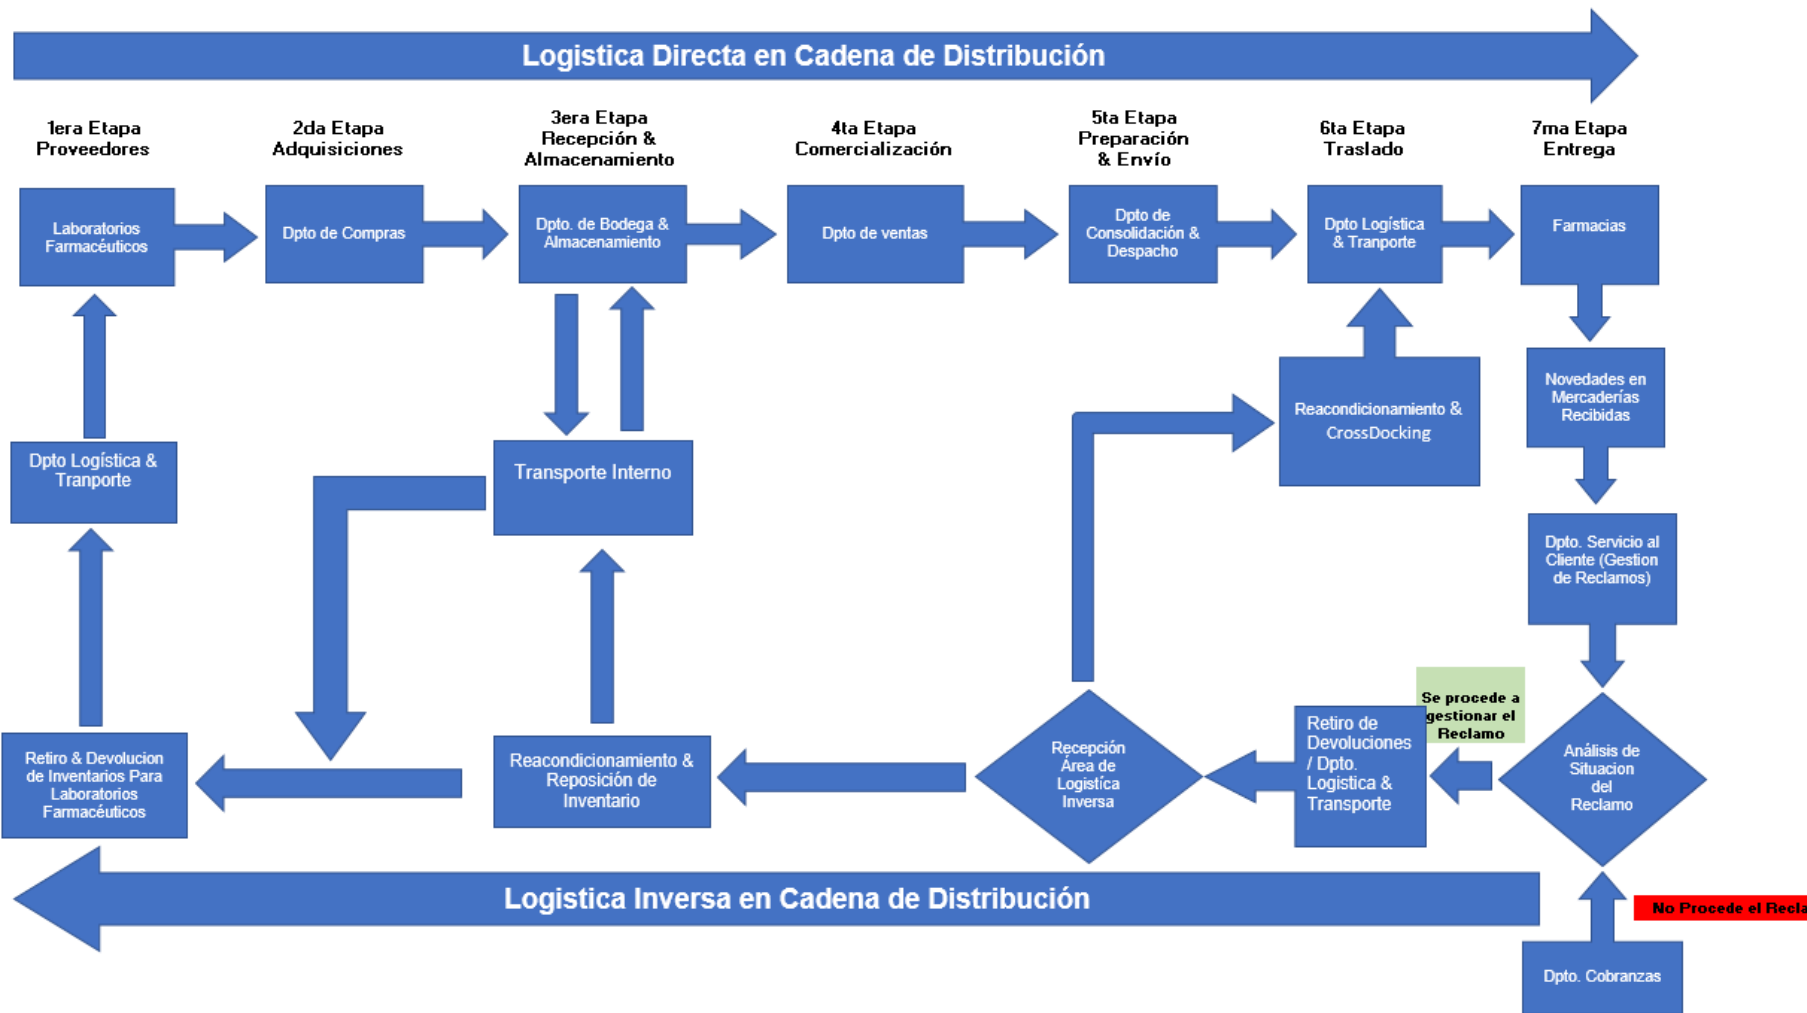 Logistica Directa en Cadena de Distribución
1era Etapa
Proveedores
2da Etapa
Adquisiciones
3era Etapa
Recepción &
Almacenamiento
4ta Etapa
Comercialización
5ta Etapa
Preparación
& Envío
6ta Etapa
Traslado
7ma Etapa
Entrega
Laboratorios
Farmacéuticos
Dpto de Compras
Dpto. de Bodega &
Almacenamiento
Dpto de ventas
Dpto de
Consolidación &
Despacho
Dpto Logística
& Tranporte
Farmacias
Novedades en
Mercaderías
Recibidas
Reacondicionamiento &
CrossDocking
Dpto Logística &
Tranporte
Transporte Interno
Dpto. Servicio al
Cliente (Gestion
de Reclamos)
Se procede a
gestionar el
Reclamo
Retiro & Devolucion
de Inventarios Para
Laboratorios
Farmacéuticos
Reacondicionamiento &
Reposición de
Inventario
Recepción
Área de
Logistíca
Inversa
Retiro de
Devoluciones
/ Dpto.
Logistica &
Transporte
Análisis de
Situacion
del
Reclamo
Logistica Inversa en Cadena de Distribución
No Procede el Recla
Dpto. Cobranzas